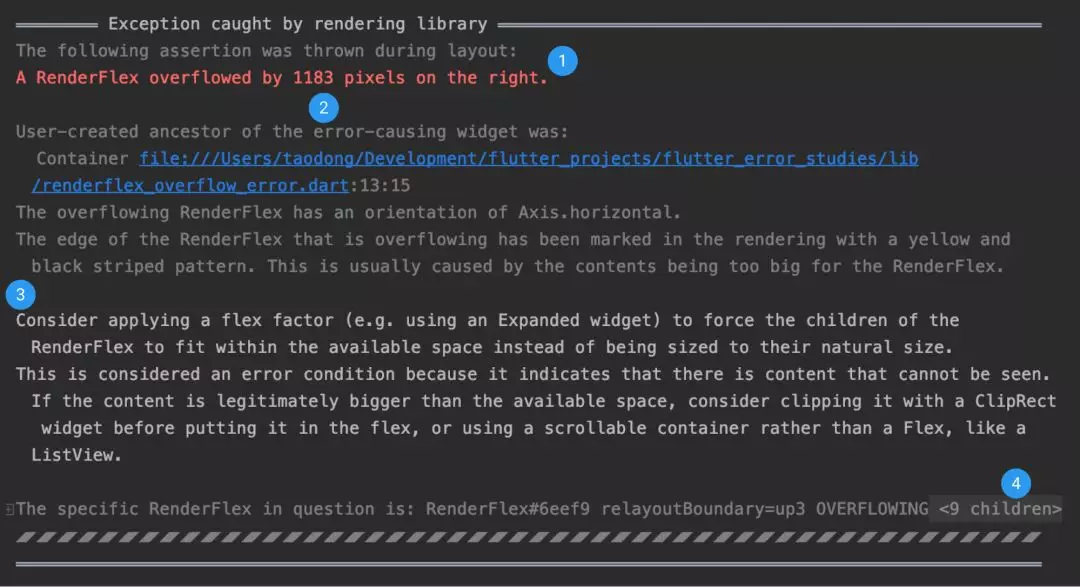 Exception caught by rendering library
The following assertion was thrown during layout:
1
A RenderFlex overflowed by 1183 pixels on the right.
2
User-created ancestor of the error-causing widget was:
Container file:///Users/taodong/Development/flutter_projects/flutter_error_studies/lib
/renderflex_overflow_error.dart:13:15
The overflowing RenderFlex has an orientation of Axis.horizontal.
The edge of the RenderFlex that is overflowing has been marked in the rendering with a yellow and
black striped pattern. This is usually caused by the contents being too big for the RenderFlex.
3
Consider applying a flex factor (e.g. using an Expanded widget) to force the children of the
RenderFlex to fit within the available space instead of being sized to their natural size.
This is considered an error condition because it indicates that there is content that cannot be seen.
If the content is legitimately bigger than the available space, consider clipping it with a ClipRect
widget before putting it in the flex, or using a scrollable container rather than a Flex, like a
ListView.
4
The specific RenderFlex in question is: RenderFlex#6eef9 relayoutBoundary=up3 OVERFLOWING <9 children>